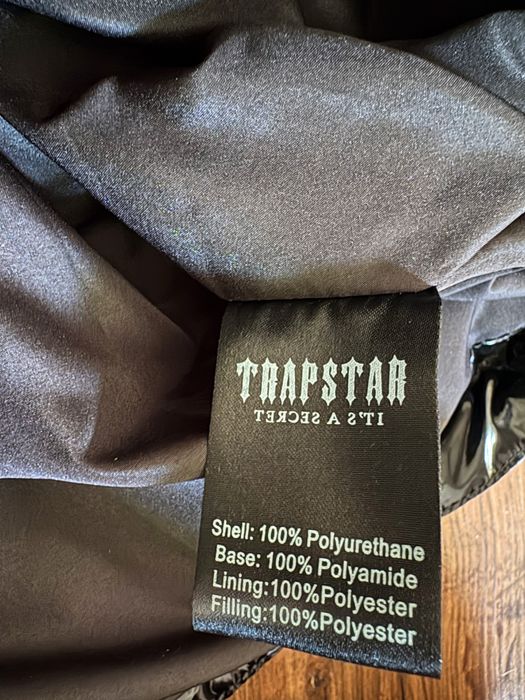 TRAPSTAR
IT'S A SECRET
Shell: 100% Polyurethane
Base: 100% Polyamide
Lining:100%Polyester
Filling:100%Polyester